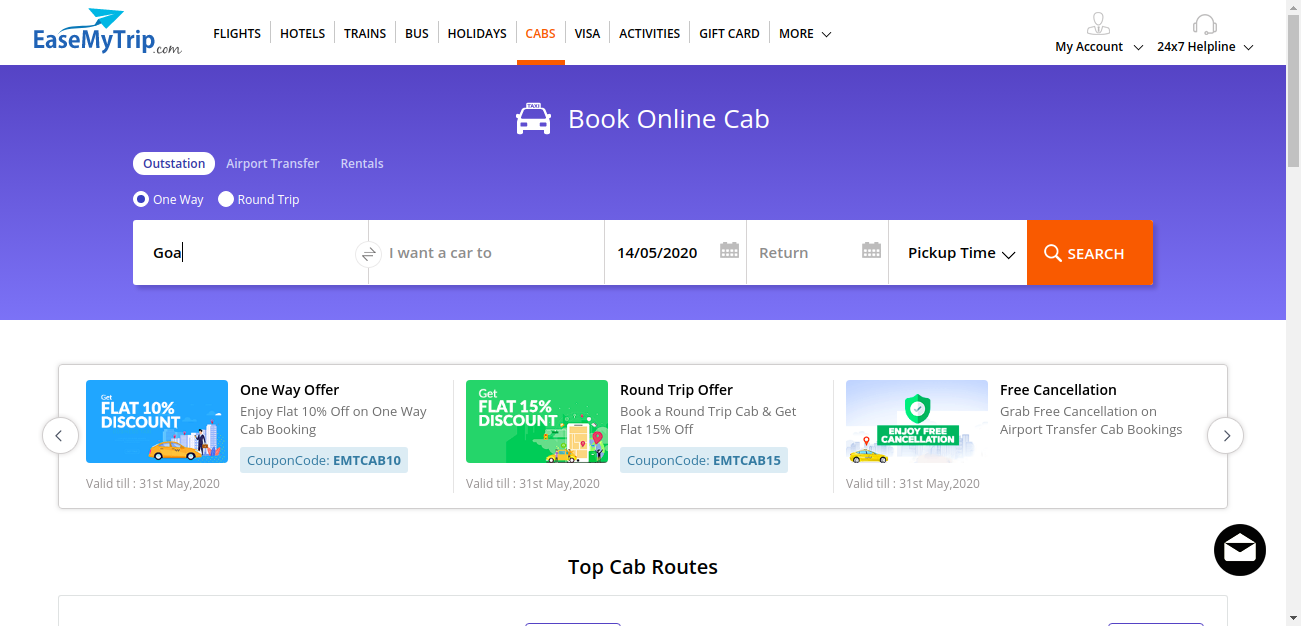 EaseMyTrip.com
FLIGHTS
HOTELS
TRAINS
BUS
HOLIDAYS
CABS
VISA
ACTIVITIES
GIFT CARD
MORE
My Account
24x7 Helpline
TAXI
Book Online Cab
Outstation
Airport Transfer
Rentals
One Way
Round Trip
Goa
I want a car to
14/05/2020
Return
Pickup Time
SEARCH
Get
FLAT 10%
DISCOUNT
One Way Offer
Enjoy Flat 10% Off on One Way
Cab Booking
CouponCode: EMTCAB10
Valid till : 31st May,2020
Get
FLAT 15%
DISCOUNT
Round Trip Offer
Book a Round Trip Cab & Get
Flat 15% Off
CouponCode: EMTCAB15
Valid till : 31st May,2020
ENJOY FREE
CANCELLATION
Free Cancellation
Grab Free Cancellation on
Airport Transfer Cab Bookings
Valid till : 31st May,2020
Top Cab Routes